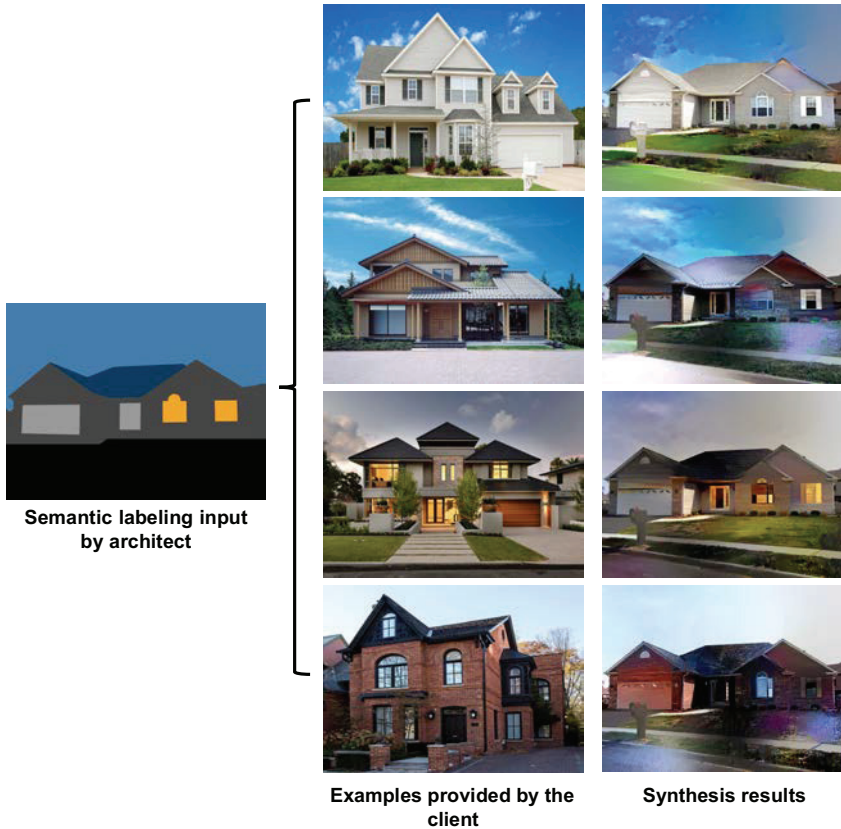 Semantic labeling input
by architect
Examples provided by the
client
Synthesis results